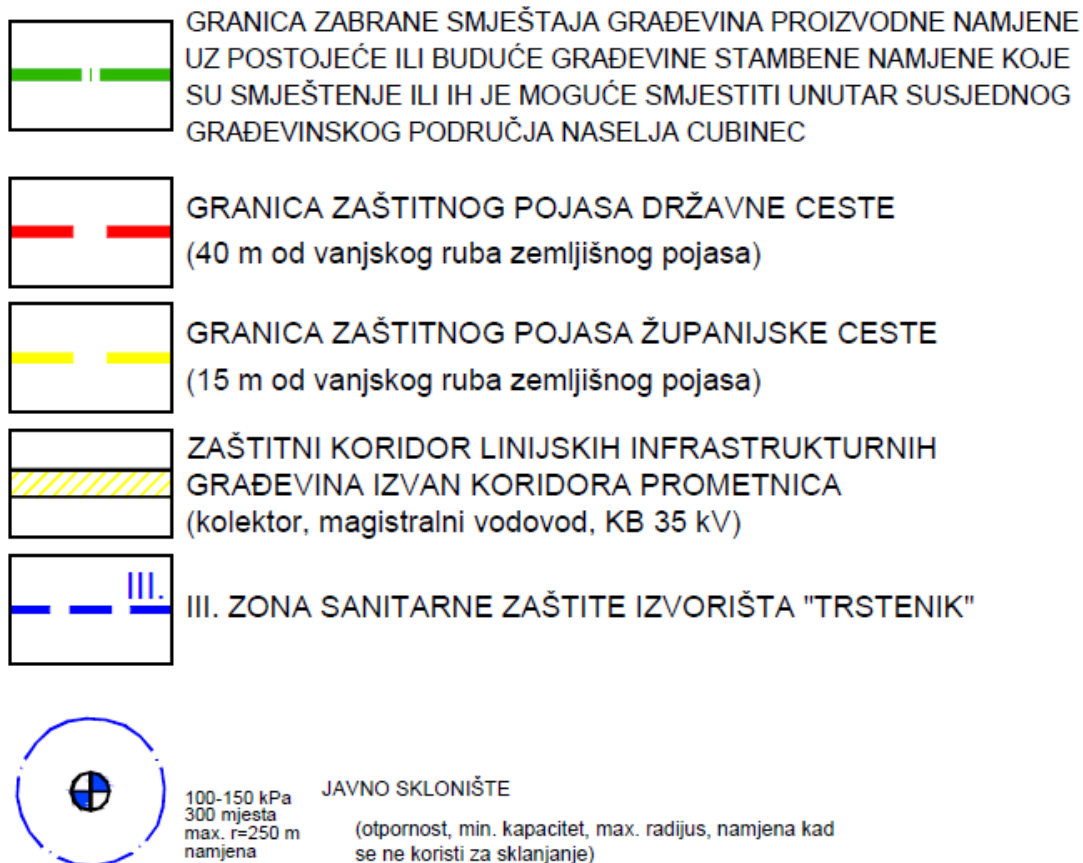 GRANICA ZABRANE SMJEŠTAJA GRAĐEVINA PROIZVODNE NAMJENE
UZ POSTOJEĆE ILI BUDUĆE GRAĐEVINE STAMBENE NAMJENE KOJE
SU SMJEŠTENJE ILI IH JE MOGUĆE SMJESTITI UNUTAR SUSJEDNOG
GRAĐEVINSKOG PODRUČJA NASELJA CUBINEC
GRANICA ZAŠTITNOG POJASA DRŽAVNE CESTE
(40 m od vanjskog ruba zemljišnog pojasa)
GRANICA ZAŠTITNOG POJASA ŽUPANIJSKE CESTE
(15 m od vanjskog ruba zemljišnog pojasa)
ZAŠTITNI KORIDOR LINIJSKIH INFRASTRUKTURNIH
GRAĐEVINA IZVAN KORIDORA PROMETNICA
(kolektor, magistralni vodovod, KB 35 kV)
III.
III. ZONA SANITARNE ZAŠTITE IZVORIŠTA "TRSTENIK"
100-150 kPa
300 mjesta
max. r=250 m
namjena
JAVNO SKLONIŠTE
(otpornost, min. kapacitet, max. radijus, namjena kad
se ne koristi za sklanjanje)